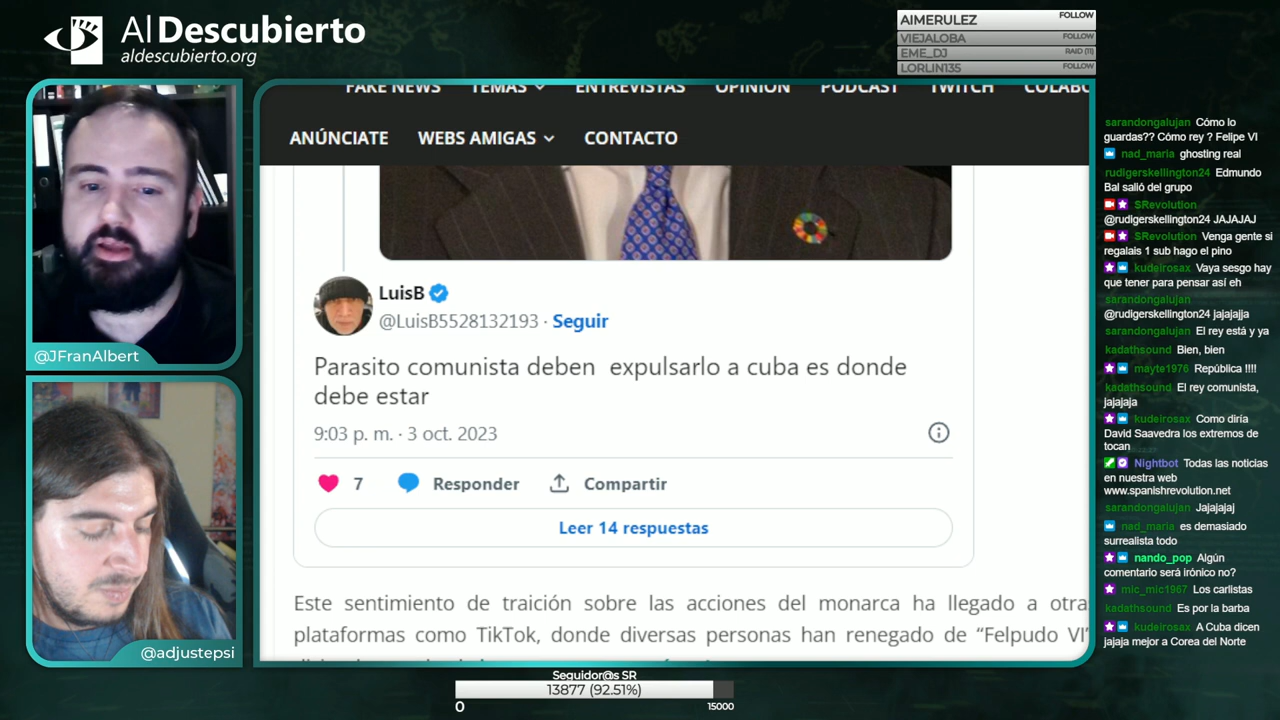 Al Descubierto
aldescubierto.org
AIMERULEZ FOLLOW
VIEJALOBA FOLLOW
EME_DJ RAID (11)
LORLIN135 FOLLOW
FAKE NEWS TEMAS ENTREVISTAS OPINIÓN PODCAST TWITCH COLABO
ANÚNCIATE WEBS AMIGAS CONTACTO
@JFranAlbert
@adjustepsi
LuisB
@LuisB5528132193 · Seguir
Parasito comunista deben expulsarlo a cuba es donde
debe estar
9:03 p. m. · 3 oct. 2023
7 Responder Compartir
Leer 14 respuestas
Este sentimiento de traición sobre las acciones del monarca ha llegado a otra
plataformas como TikTok, donde diversas personas han renegado de “Felpudo VI”
sarandongalujan Cómo lo
guardas?? Cómo rey ? Felipe VI
nad_maria ghosting real
rudigerskellington24 Edmundo
Bal salió del grupo
SRevolution
@rudigerskellington24 JAJAJAJ
SRevolution Venga gente si
regalais 1 sub hago el pino
kudeirosax Vaya sesgo hay
que tener para pensar así eh
sarandongalujan
@rudigerskellington24 jajajajja
sarandongalujan El rey está y ya
kadathsound Bien, bien
mayte1976 República !!!!
kadathsound El rey comunista,
jajajaja
kudeirosax Como diría
David Saavedra los extremos de
tocan
Nightbot Todas las noticias
en nuestra web
www.spanishrevolution.net
sarandongalujan Jajajajaj
nad_maria es demasiado
surrealista todo
nando_pop Algún
comentario será irónico no?
mic_mic1967 Los carlistas
kadathsound Es por la barba
kudeirosax A Cuba dicen
jajaja mejor a Corea del Norte
Seguidor@s SR
13877 (92.51%)
0 15000